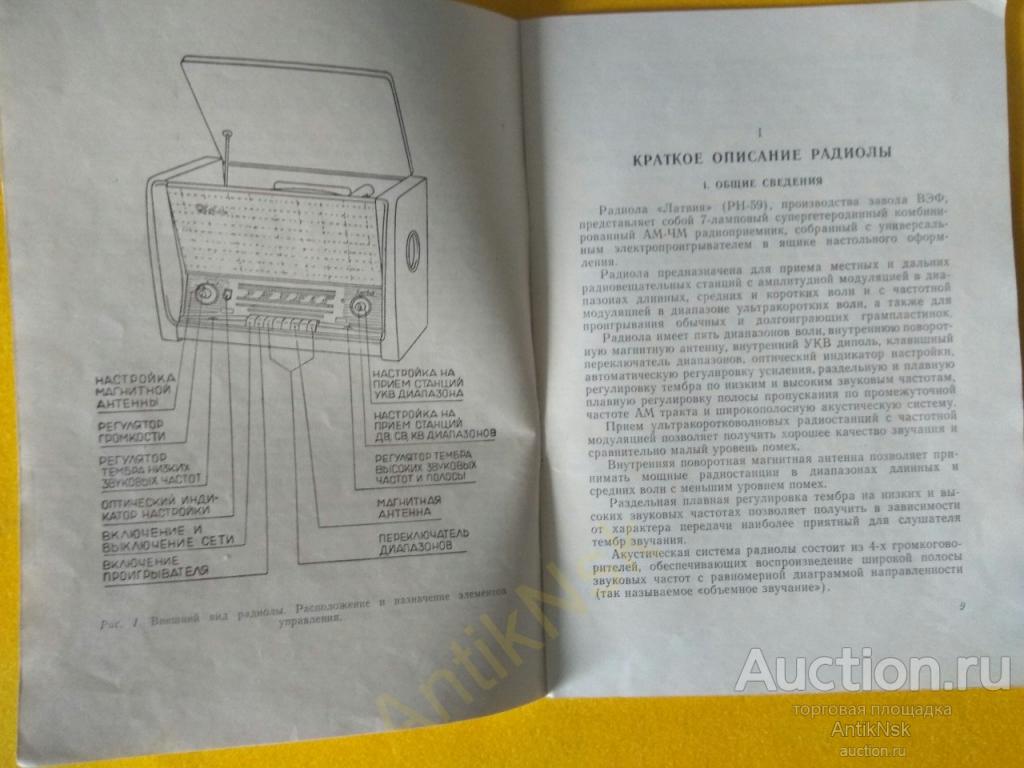 НАСТРОЙКА
МАГНИТНОЙ
АНТЕННЫ
РЕГУЛЯТОР
ГРОМКОСТИ
РЕГУЛЯТОР
ТЕМБРА НИЗКИХ
ЗВУКОВЫХ ЧАСТОТ
ОПТИЧЕСКИЙ ИНДИ-
КАТОР НАСТРОЙКИ
ВКЛЮЧЕНИЕ И
ВЫКЛЮЧЕНИЕ СЕТИ
ВКЛЮЧЕНИЕ
ПРОИГРЫВАТЕЛЯ
НАСТРОЙКА НА
ПРИЕМ СТАНЦИЙ
УКВ ДИАПАЗОНА
НАСТРОЙКА НА
ПРИЕМ СТАНЦИЙ
ДВ, СВ, КВ ДИАПАЗОНОВ
РЕГУЛЯТОР ТЕМБРА
ВЫСОКИХ ЗВУКОВЫХ
ЧАСТОТ И ПОЛОСЫ
МАГНИТНАЯ
АНТЕННА
ПЕРЕКЛЮЧАТЕЛЬ
ДИАПАЗОНОВ
Рис. 1. Внешний вид радиолы. Расположение и назначение элементов
управления.
I
КРАТКОЕ ОПИСАНИЕ РАДИОЛЫ
1. ОБЩИЕ СВЕДЕНИЯ
Радиола «Латвия» (РН-59), производства завода ВЭФ,
представляет собой 7-ламповый супергетеродинный комбини-
рованный АМ-ЧМ радиоприемник, собранный с универсаль-
ным электропроигрывателем в ящике настольного оформ-
ления.
Радиола предназначена для приема местных и дальних
радиовещательных станций с амплитудной модуляцией в диа-
пазонах длинных, средних и коротких волн и с частотной
модуляцией в диапазоне ультракоротких волн, а также для
проигрывания обычных и долгоиграющих грампластинок.
Радиола имеет пять диапазонов волн, внутреннюю поворот-
ную магнитную антенну, внутренний УКВ диполь, клавишный
переключатель диапазонов, оптический индикатор настройки,
автоматическую регулировку усиления, раздельную и плавную
регулировку тембра по низким и высоким звуковым частотам,
плавную регулировку полосы пропускания по промежуточной
частоте АМ тракта и широкополосную акустическую систему.
Прием ультракоротковолновых радиостанций с частотной
модуляцией позволяет получить хорошее качество звучания и
сравнительно малый уровень помех.
Внутренняя поворотная магнитная антенна позволяет при-
нимать мощные радиостанции в диапазонах длинных и
средних волн с меньшим уровнем помех.
Раздельная плавная регулировка тембра на низких и вы-
соких звуковых частотах позволяет получить в зависимости
от характера передачи наиболее приятный для слушателя
тембр звучания.
Акустическая система радиолы состоит из 4-х громкогово-
рителей, обеспечивающих воспроизведение широкой полосы
звуковых частот с равномерной диаграммой направленности
(так называемое «объемное звучание»).
9
AntikNsk
Auction.ru
торговая площадка
AntikNsk
auction.ru